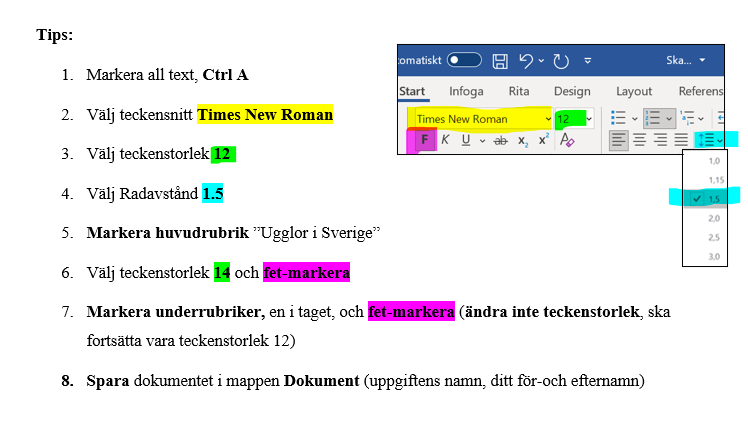 Tips:
1. Markera all text, Ctrl A
2. Välj teckensnitt Times New Roman
3. Välj teckenstorlek 12
4. Välj Radavstånd 1.5
5. Markera huvudrubrik ”Ugglor i Sverige”
6. Välj teckenstorlek 14 och fet-markera
7. Markera underrubriker, en i taget, och fet-markera (ändra inte teckenstorlek, ska
fortsätta vara teckenstorlek 12)
8. Spara dokumentet i mappen Dokument (uppgiftens namn, ditt för-och efternamn)
omatiskt Ska...
Start Infoga Rita Design Layout Referens
Times New Roman 12
F K U ab x₂ x²
1,0
1,15
1,5
2,0
2,5
3,0